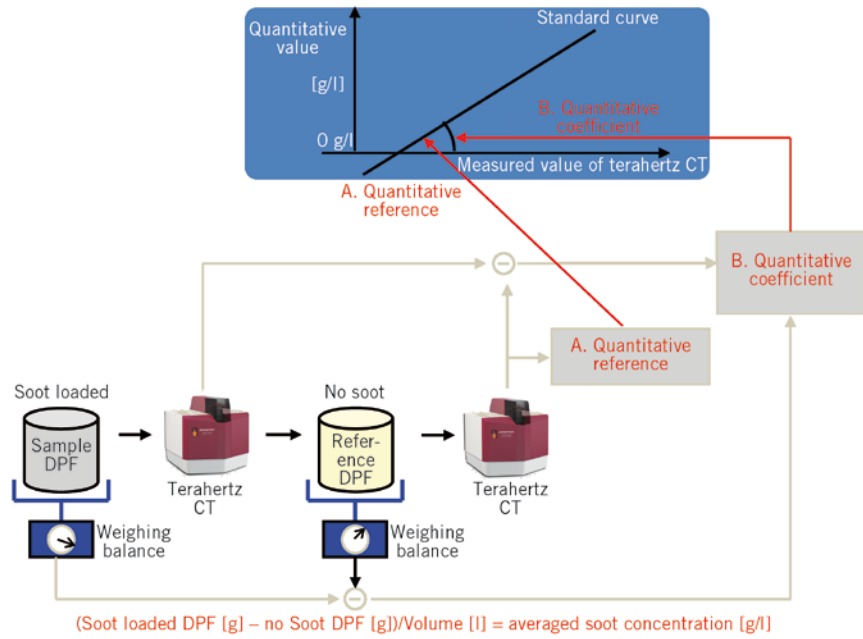 Quantitative
value
[g/l]
0 g/l
Standard curve
B. Quantitative
coefficient
Measured value of terahertz CT
A. Quantitative
reference
B. Quantitative
coefficient
A. Quantitative
reference
Soot loaded
Sample
DPF
Terahertz
CT
No soot
Refer-
ence
DPF
Terahertz
CT
Weighing
balance
Weighing
balance
(Soot loaded DPF [g] – no Soot DPF [g])/Volume [l] = averaged soot concentration [g/l]